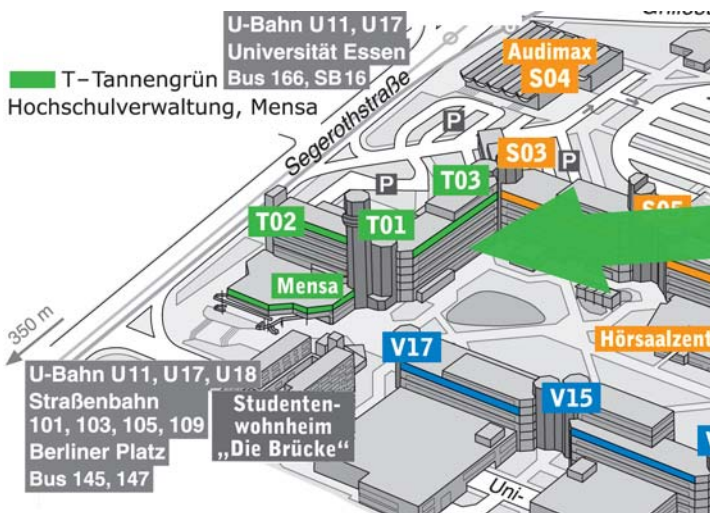 U-Bahn U11, U17
Universität Essen
Bus 166, SB16
T–Tannengrün
Hochschulverwaltung, Mensa
Segerothstraße
Audimax
S04
P
S03
P
P
T03
T02
T01
S05
Mensa
350 m
Hörsaalzent
V17
V15
V
U-Bahn U11, U17, U18
Straßenbahn
101, 103, 105, 109
Berliner Platz
Bus 145, 147
Studenten-
wohnheim
„Die Brücke“
Uni-